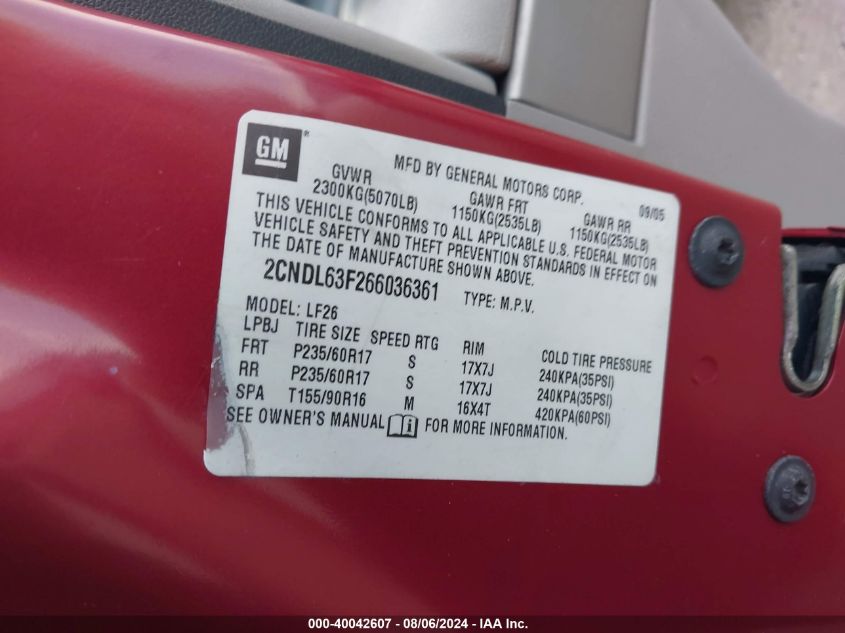 GM®
MFD BY GENERAL MOTORS CORP. 09/05
GVWR GAWR FRT GAWR RR
2300KG(5070LB) 1150KG(2535LB) 1150KG(2535LB)
THIS VEHICLE CONFORMS TO ALL APPLICABLE U.S. FEDERAL MOTOR
VEHICLE SAFETY AND THEFT PREVENTION STANDARDS IN EFFECT ON
THE DATE OF MANUFACTURE SHOWN ABOVE.
2CNDL63F266036361 TYPE: M.P.V.
MODEL: LF26
LPBJ TIRE SIZE SPEED RTG RIM COLD TIRE PRESSURE
FRT P235/60R17 S 17X7J 240KPA(35PSI)
RR P235/60R17 S 17X7J 240KPA(35PSI)
SPA T155/90R16 M 16X4T 420KPA(60PSI)
SEE OWNER'S MANUAL i FOR MORE INFORMATION.
000-40042607 - 08/06/2024 - IAA Inc.